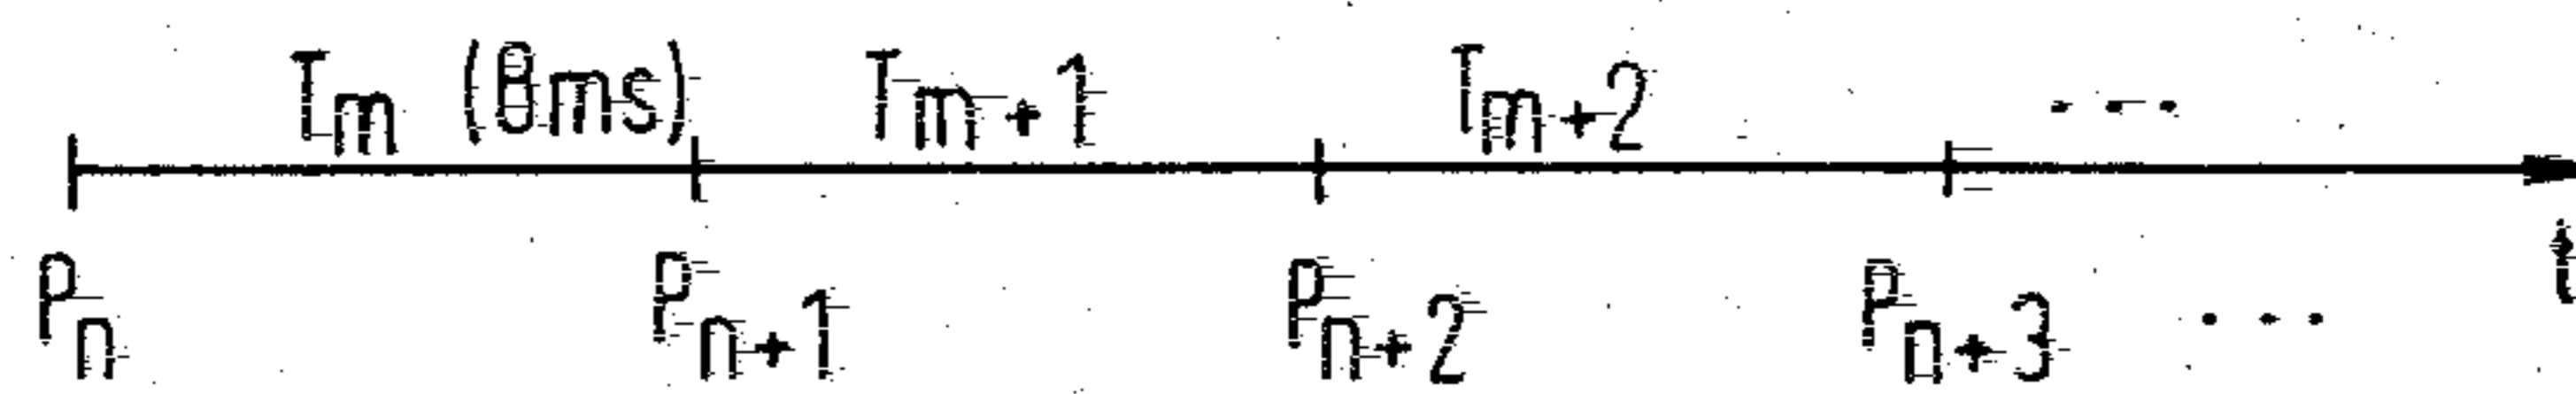 Tm (8ms) Tm+1 Tm+2 ...
t
Pn Pn+1 Pn+2 Pn+3 ...